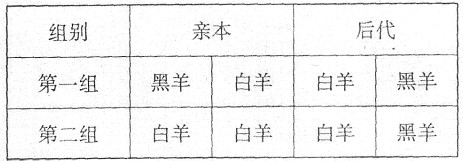 组别 亲本 后代
第一组 黑羊 白羊 白羊 黑羊
第二组 白羊 白羊 白羊 黑羊